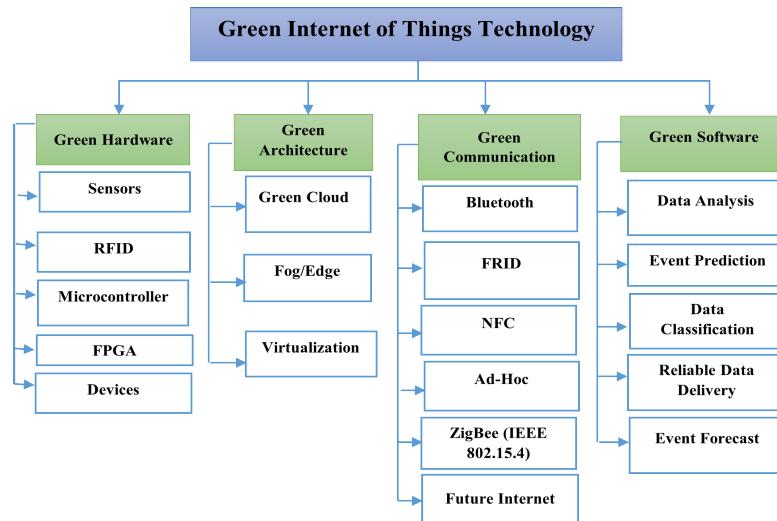 Green Internet of Things Technology
Green Hardware
Sensors
RFID
Microcontroller
FPGA
Devices
Green
Architecture
Green Cloud
Fog/Edge
Virtualization
Green
Communication
Bluetooth
FRID
NFC
Ad-Hoc
ZigBee (IEEE
802.15.4)
Future Internet
Green Software
Data Analysis
Event Prediction
Data
Classification
Reliable Data
Delivery
Event Forecast